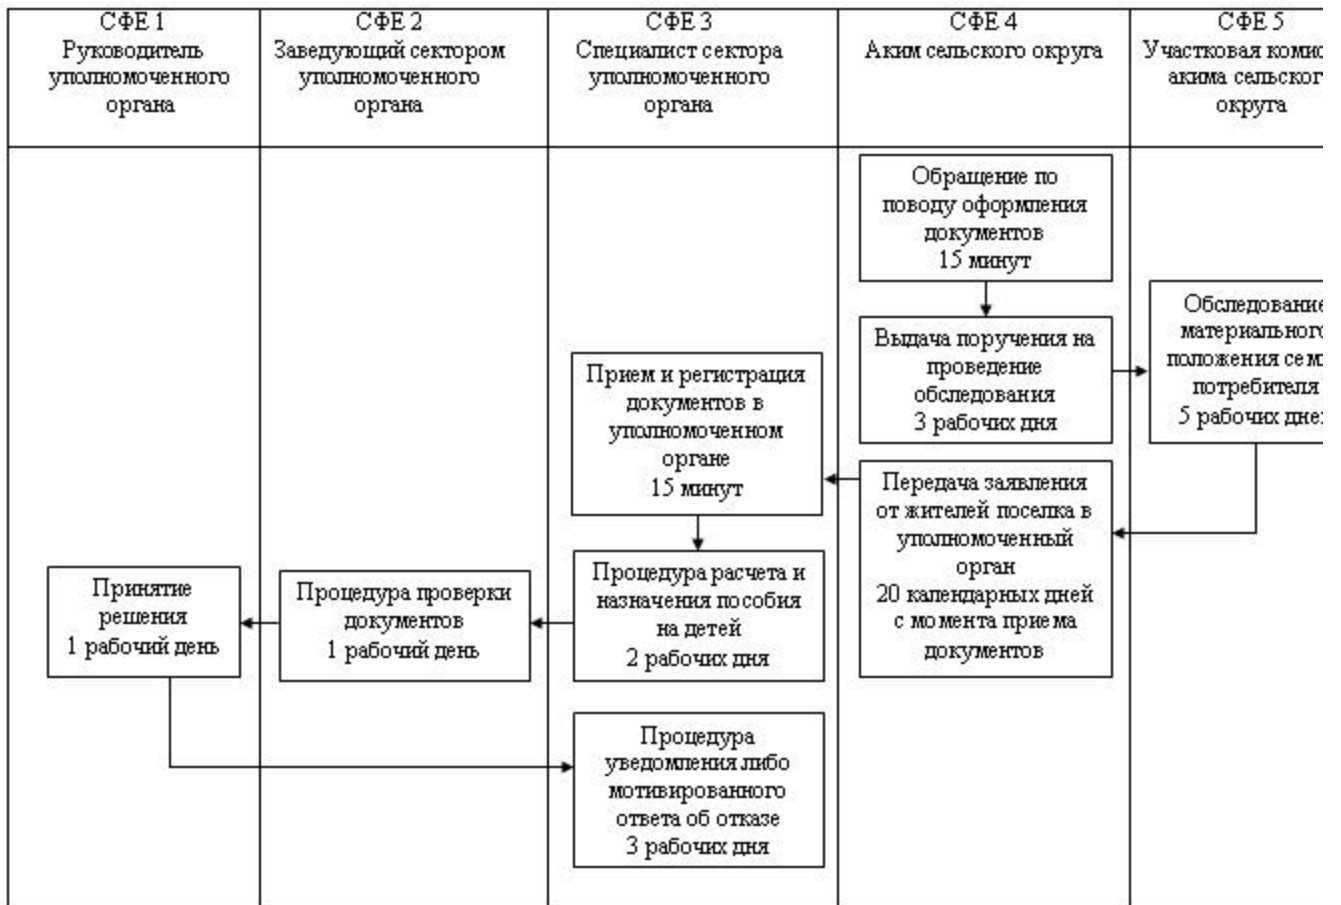 СФЕ 1
Руководитель
уполномоченного
органа
СФЕ 2
Заведующий сектором
уполномоченного
органа
СФЕ 3
Специалист сектора
уполномоченного
органа
СФЕ 4
Аким сельского округа
СФЕ 5
Участковая
акима
округа
Обращение по
поводу оформления
документов
15 минут
Выдача поручения на
проведение
обследования
3 рабочих дня
Обследование
материального
положения
потребителя
5 рабочих
Передача заявления
от жителей поселка в
уполномоченный
орган
20 календарных дней
с момента приема
документов
Прием и регистрация
документов в
уполномоченном
органе
15 минут
Процедура расчета и
назначения пособия
на детей
2 рабочих дня
Процедура проверки
документов
1 рабочий день
Принятие
решения
1 рабочий день
Процедура
уведомления либо
мотивированного
ответа об отказе
3 рабочих дня